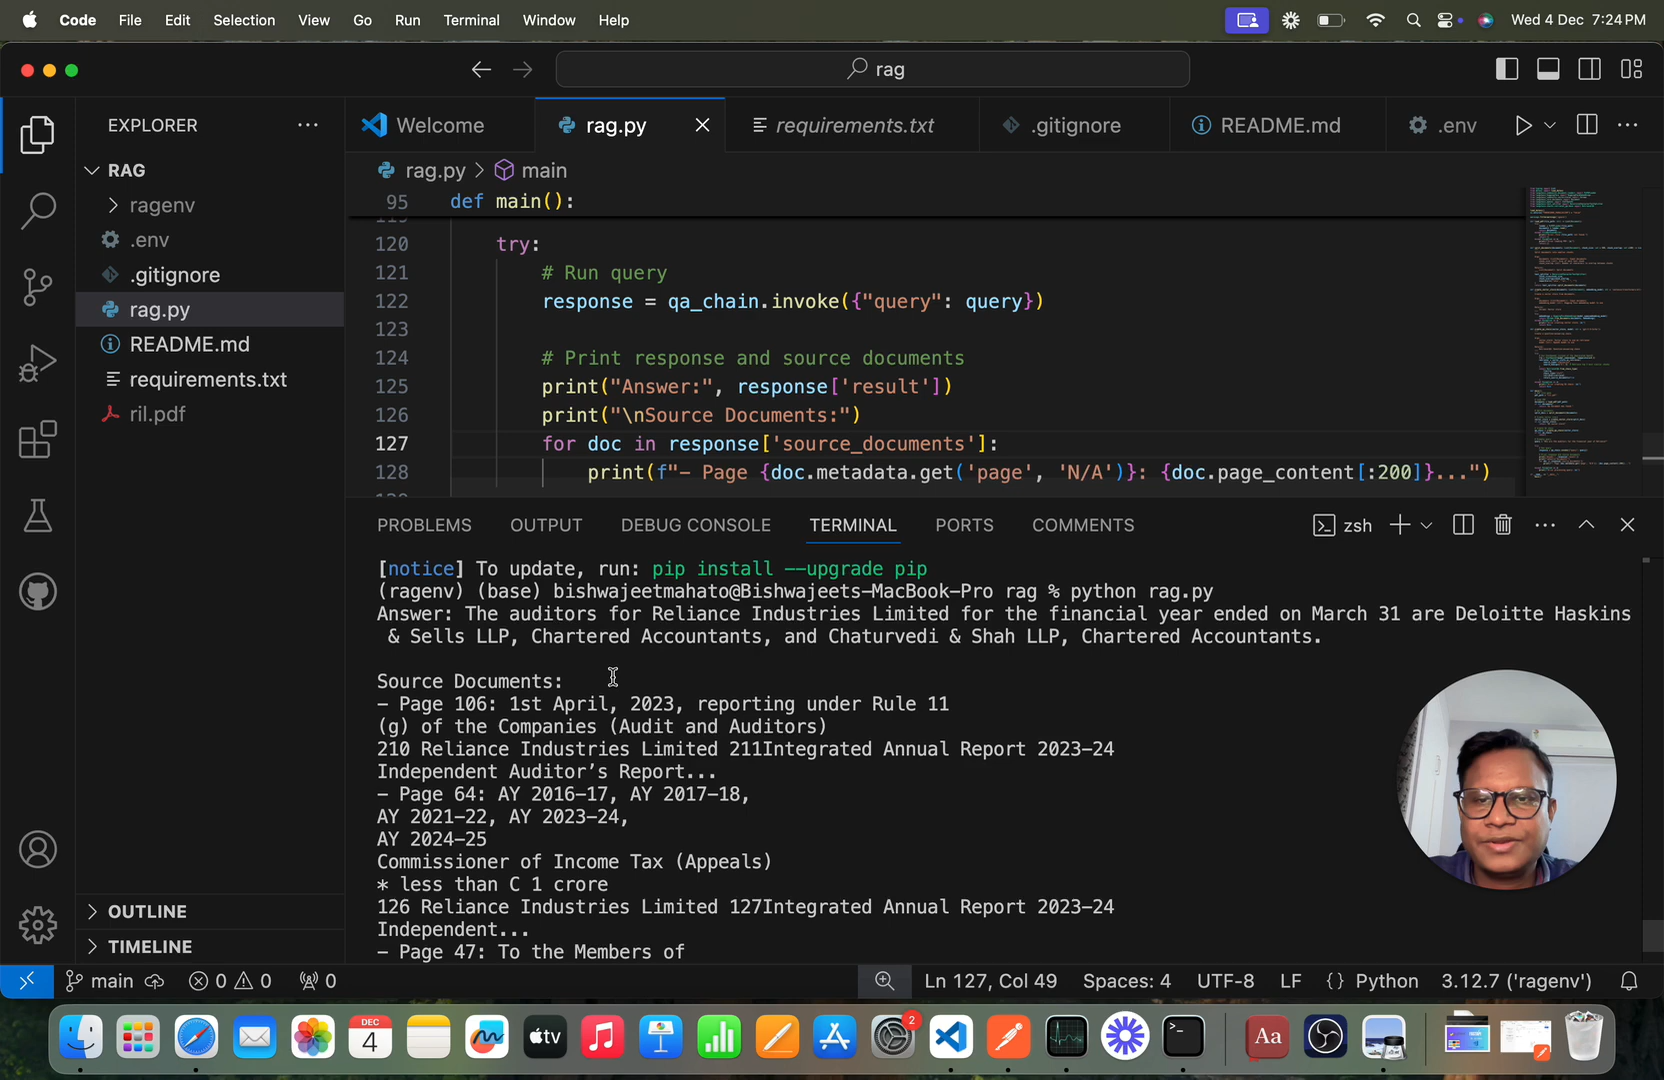 Code File Edit Selection View Go Run Terminal Window Help
2
Wed 4 Dec 7:24 PM
rag
EXPLORER
Welcome
rag.py
requirements.txt
.gitignore
README.md
.env
RAG
ragenv
.env
.gitignore
rag.py
README.md
requirements.txt
ril.pdf
OUTLINE
TIMELINE
rag.py > main
95 def main():
119
120 try:
121 # Run query
122 response = qa_chain.invoke({"query": query})
123
124 # Print response and source documents
125 print("Answer:", response['result'])
126 print("\nSource Documents:")
127 for doc in response['source_documents']:
128 print(f"- Page {doc.metadata.get('page', 'N/A')}: {doc.page_content[:200]}...")
PROBLEMS OUTPUT DEBUG CONSOLE TERMINAL PORTS COMMENTS
zsh
[notice] To update, run: pip install --upgrade pip
(ragenv) (base) bishwajeetmahato@Bishwajeets-MacBook-Pro rag % python rag.py
Answer: The auditors for Reliance Industries Limited for the financial year ended on March 31 are Deloitte Haskins
& Sells LLP, Chartered Accountants, and Chaturvedi & Shah LLP, Chartered Accountants.
Source Documents:
- Page 106: 1st April, 2023, reporting under Rule 11
(g) of the Companies (Audit and Auditors)
210 Reliance Industries Limited 211Integrated Annual Report 2023-24
Independent Auditor’s Report...
- Page 64: AY 2016-17, AY 2017-18,
AY 2021-22, AY 2023-24,
AY 2024-25
Commissioner of Income Tax (Appeals)
* less than C 1 crore
126 Reliance Industries Limited 127Integrated Annual Report 2023-24
Independent...
- Page 47: To the Members of
main
0 0 0
Ln 127, Col 49 Spaces: 4 UTF-8 LF {} Python 3.12.7 ('ragenv')
DEC
4
tv
Aa